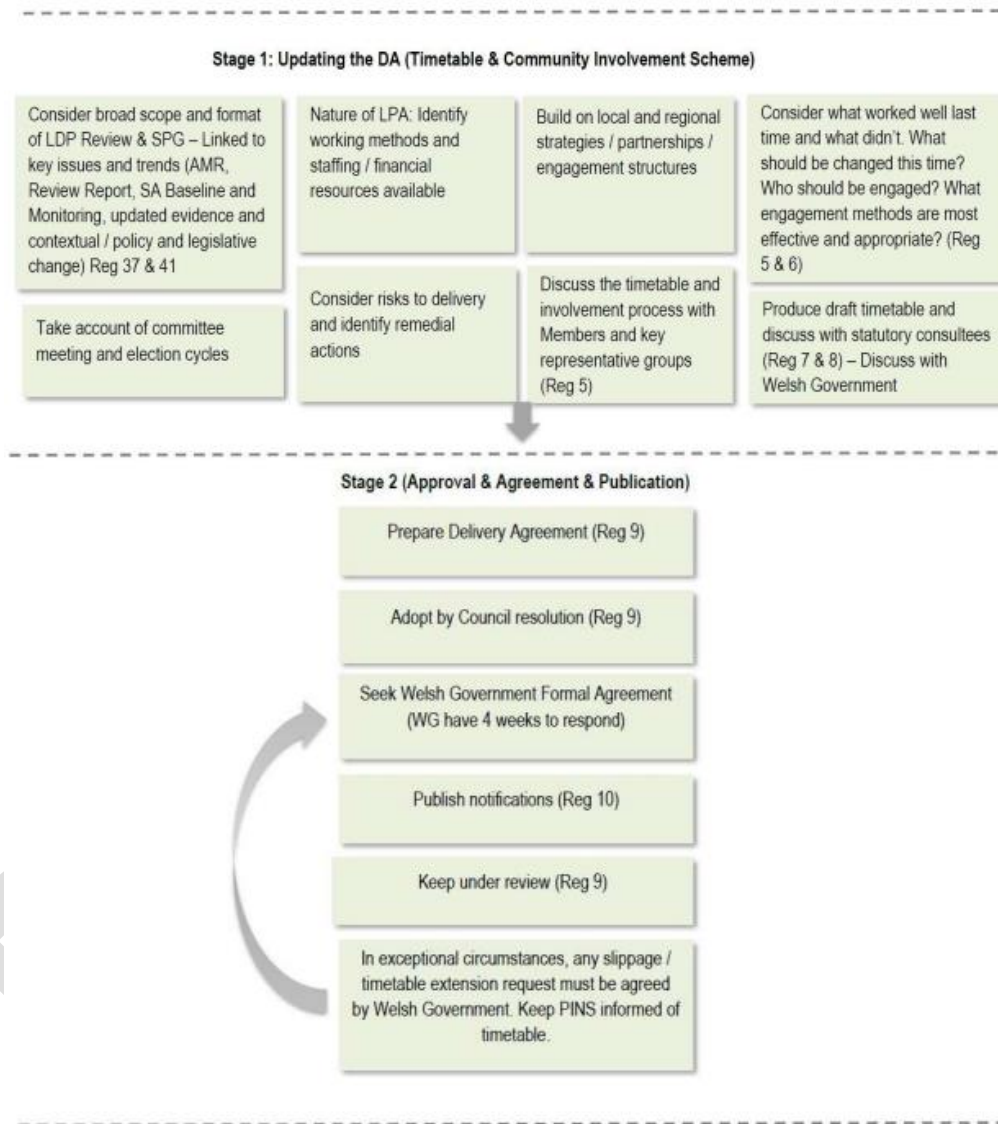 Stage 1: Updating the DA (Timetable & Community Involvement Scheme)
Consider broad scope and format
of LDP Review & SPG – Linked to
key issues and trends (AMR,
Review Report, SA Baseline and
Monitoring, updated evidence and
contextual / policy and legislative
change) Reg 37 & 41
Nature of LPA: Identify
working methods and
staffing / financial
resources available
Build on local and regional
strategies / partnerships /
engagement structures
Consider what worked well last
time and what didn't. What
should be changed this time?
Who should be engaged? What
engagement methods are most
effective and appropriate? (Reg
5 & 6)
Take account of committee
meeting and election cycles
Consider risks to delivery
and identify remedial
actions
Discuss the timetable and
involvement process with
Members and key
representative groups
(Reg 5)
Produce draft timetable and
discuss with statutory consultees
(Reg 7 & 8) – Discuss with
Welsh Government
Stage 2 (Approval & Agreement & Publication)
Prepare Delivery Agreement (Reg 9)
Adopt by Council resolution (Reg 9)
Seek Welsh Government Formal Agreement
(WG have 4 weeks to respond)
Publish notifications (Reg 10)
Keep under review (Reg 9)
In exceptional circumstances, any slippage /
timetable extension request must be agreed
by Welsh Government. Keep PINS informed of
timetable.